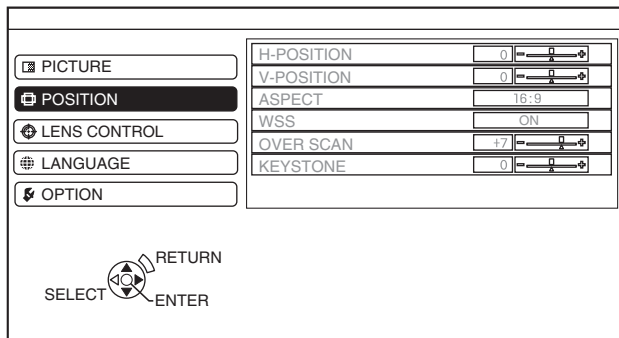 PICTURE
POSITION
LENS CONTROL
LANGUAGE
OPTION
H-POSITION 0
V-POSITION 0
ASPECT 16:9
WSS ON
OVER SCAN +7
KEYSTONE 0
RETURN
SELECT
ENTER